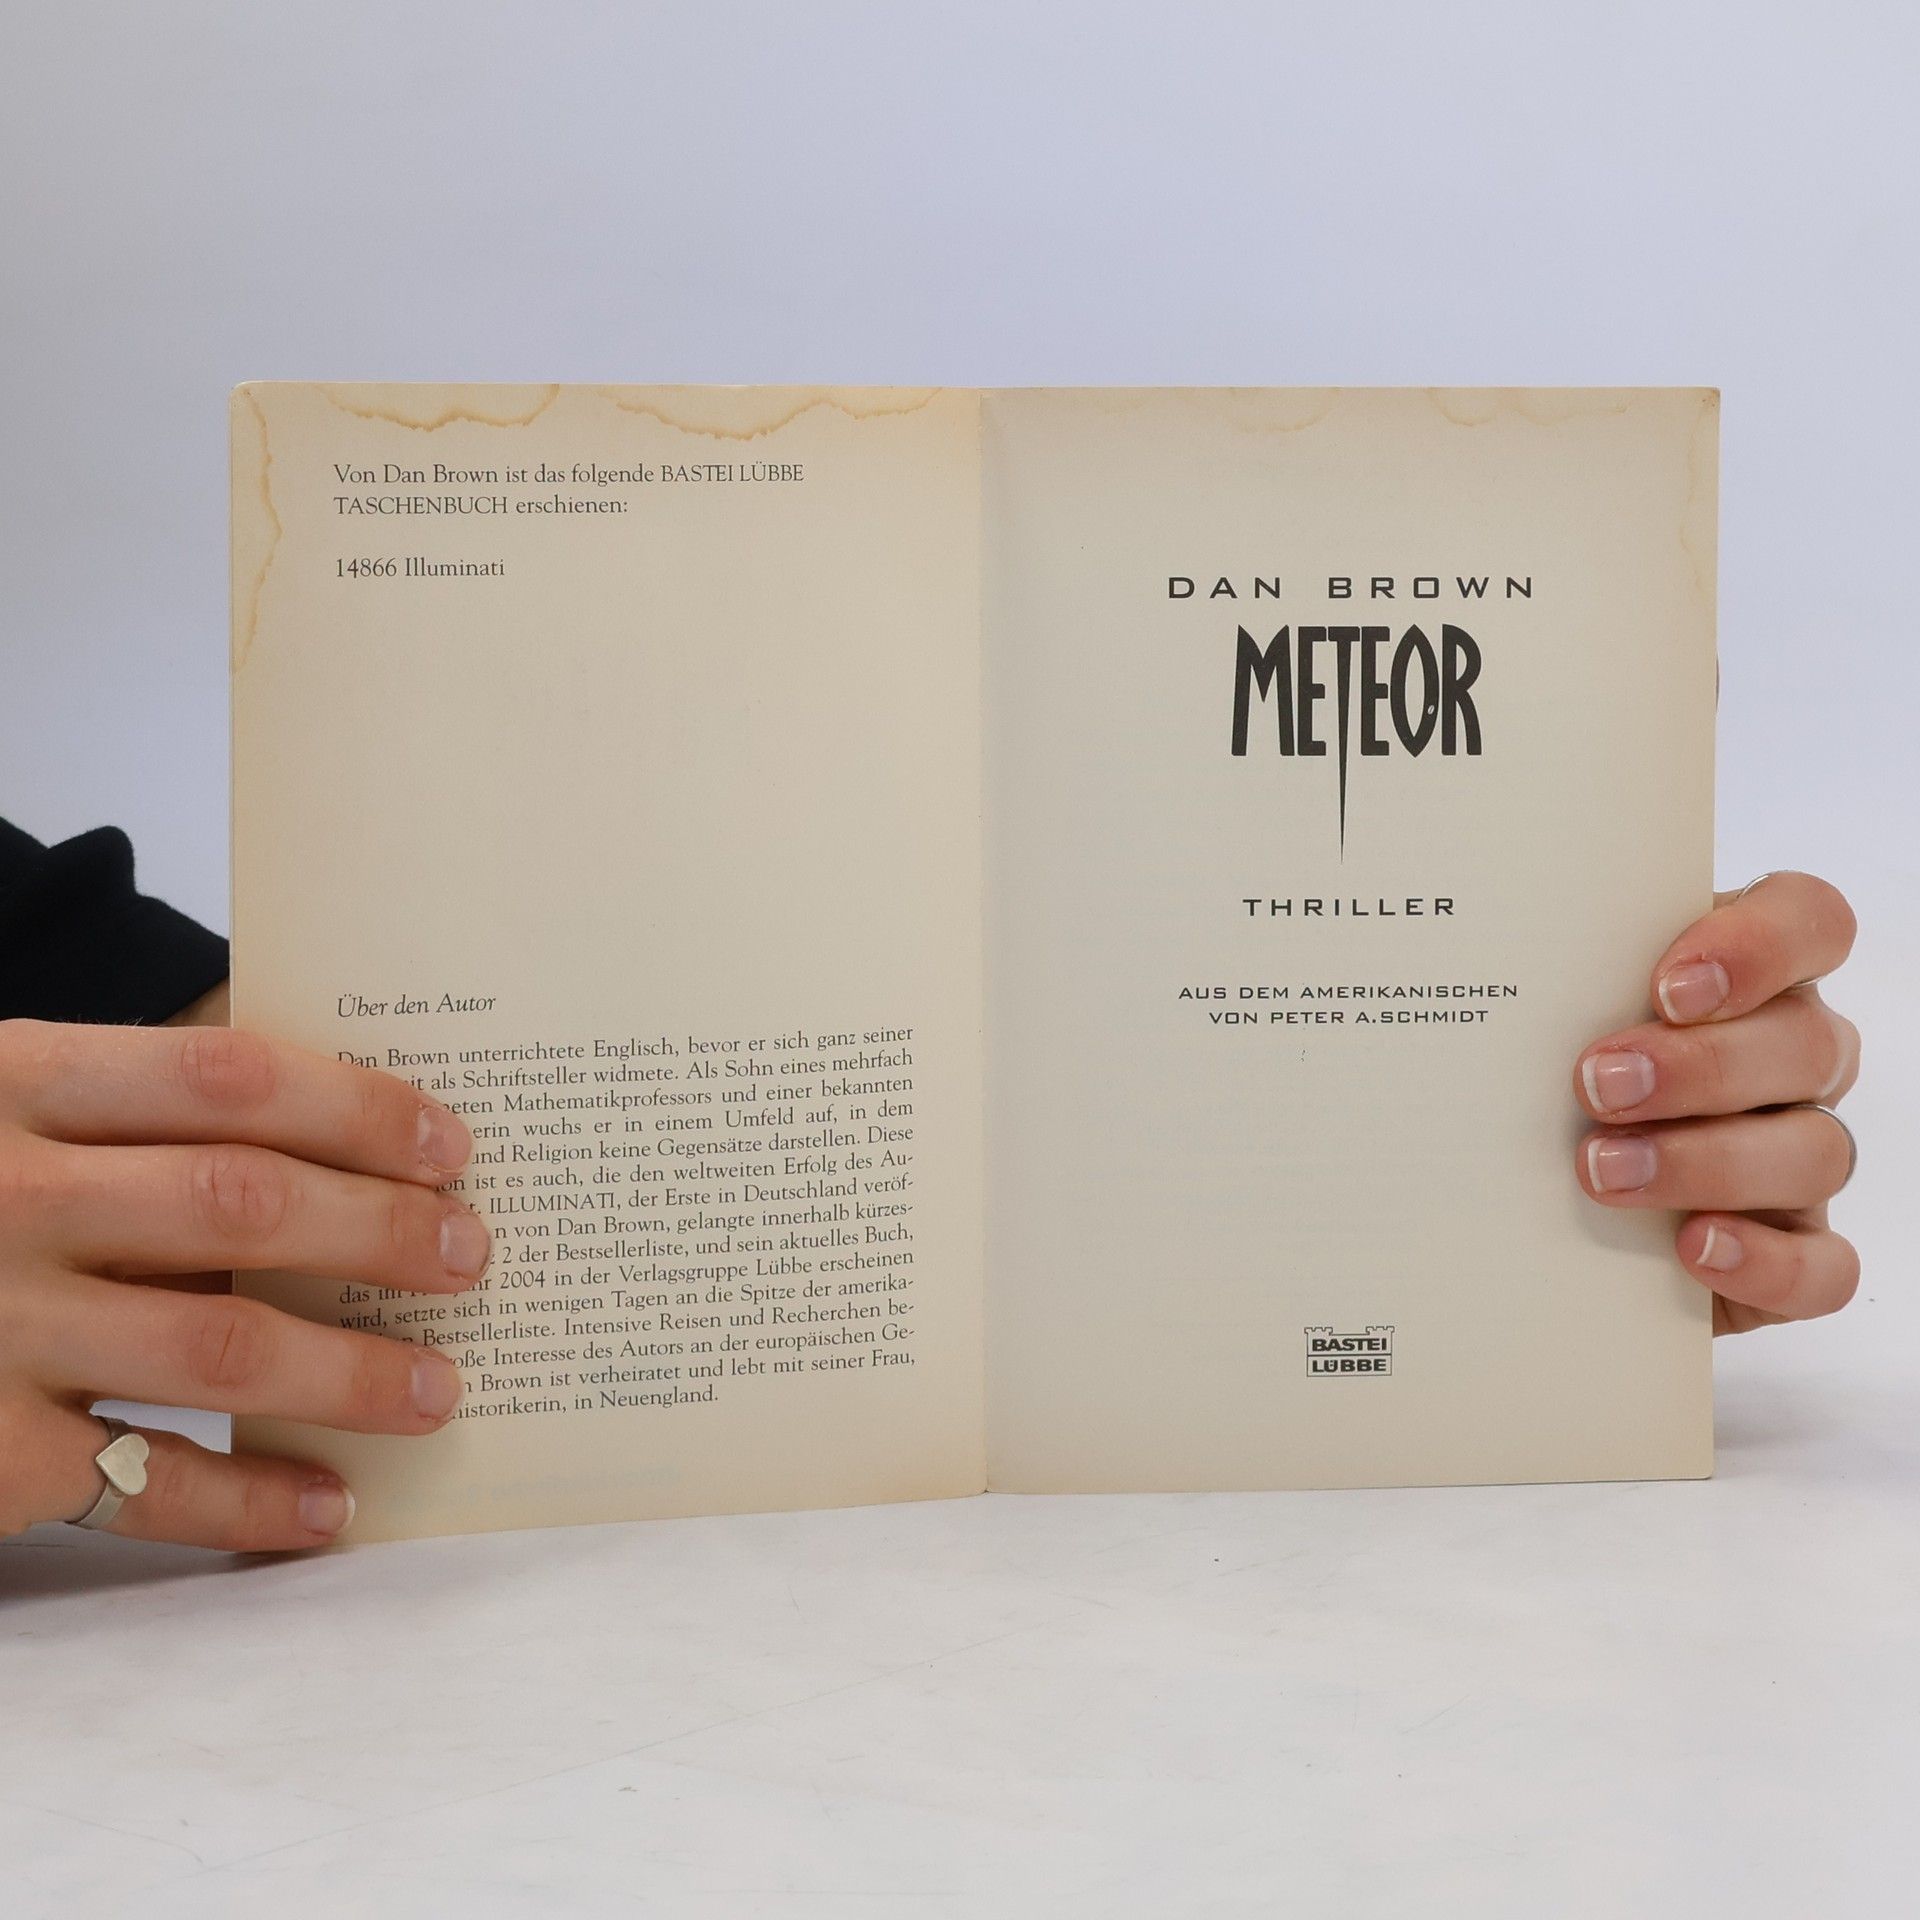 Von Dan Brown ist das folgende BASTEI LÜBBE
TASCHENBUCH erschienen:
14866 Illuminati
Über den Autor
Dan Brown unterrichtete Englisch, bevor er sich ganz seiner
als Schriftsteller widmete. Als Sohn eines mehrfach
Mathematikprofessors und einer bekannten
wuchs er in einem Umfeld auf, in dem
und Religion keine Gegensätze darstellen. Diese
ist es auch, die den weltweiten Erfolg des Au-
ILLUMINATI, der Erste in Deutschland veröf-
von Dan Brown, gelangte innerhalb kürzes-
2 der Bestsellerliste, und sein aktuelles Buch,
das im 2004 in der Verlagsgruppe Lübbe erscheinen
wird, setzte sich in wenigen Tagen an die Spitze der amerika-
Bestsellerliste. Intensive Reisen und Recherchen be-
Interesse des Autors an der europäischen Ge-
Brown ist verheiratet und lebt mit seiner Frau,
in Neuengland.
DAN BROWN
METEOR
THRILLER
AUS DEM AMERIKANISCHEN
VON PETER A.SCHMIDT
BASTEI
LÜBBE